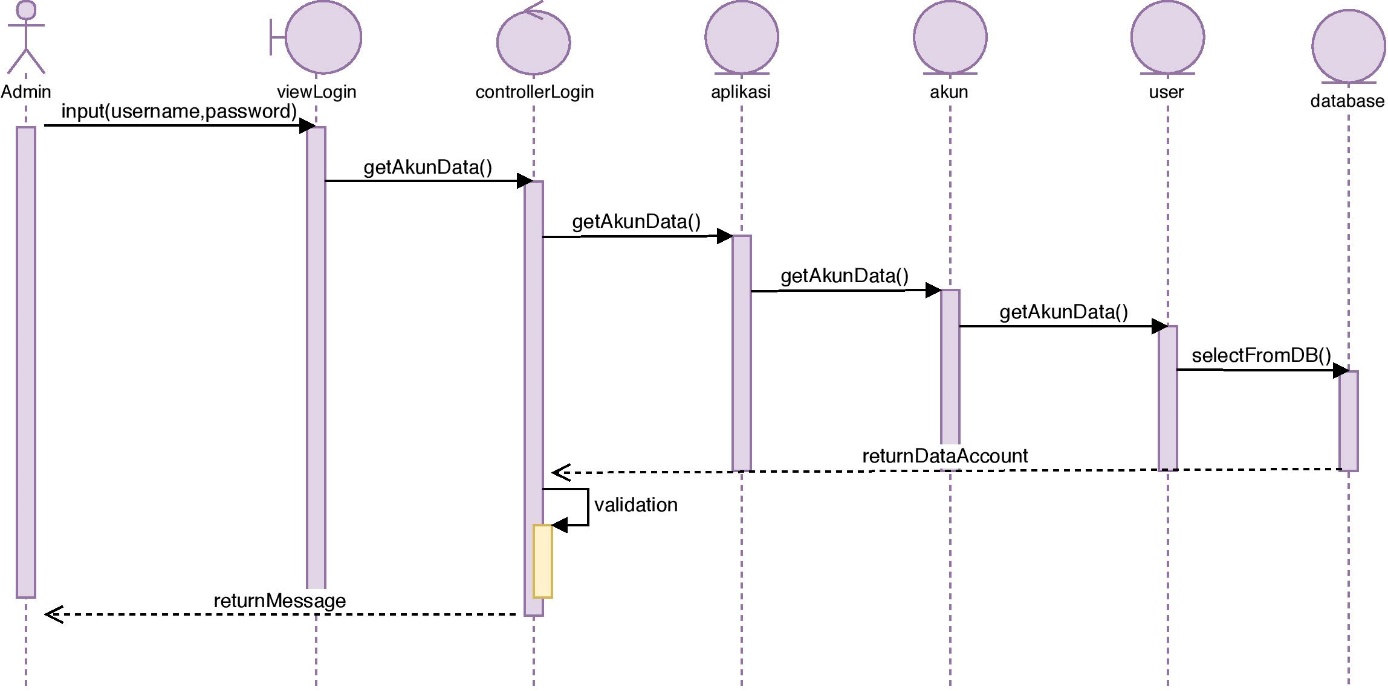 Admin
viewLogin
controllerLogin
aplikasi
akun
user
database
input(username,password)
getAkunData()
getAkunData()
getAkunData()
getAkunData()
selectFromDB()
returnDataAccount
validation
returnMessage